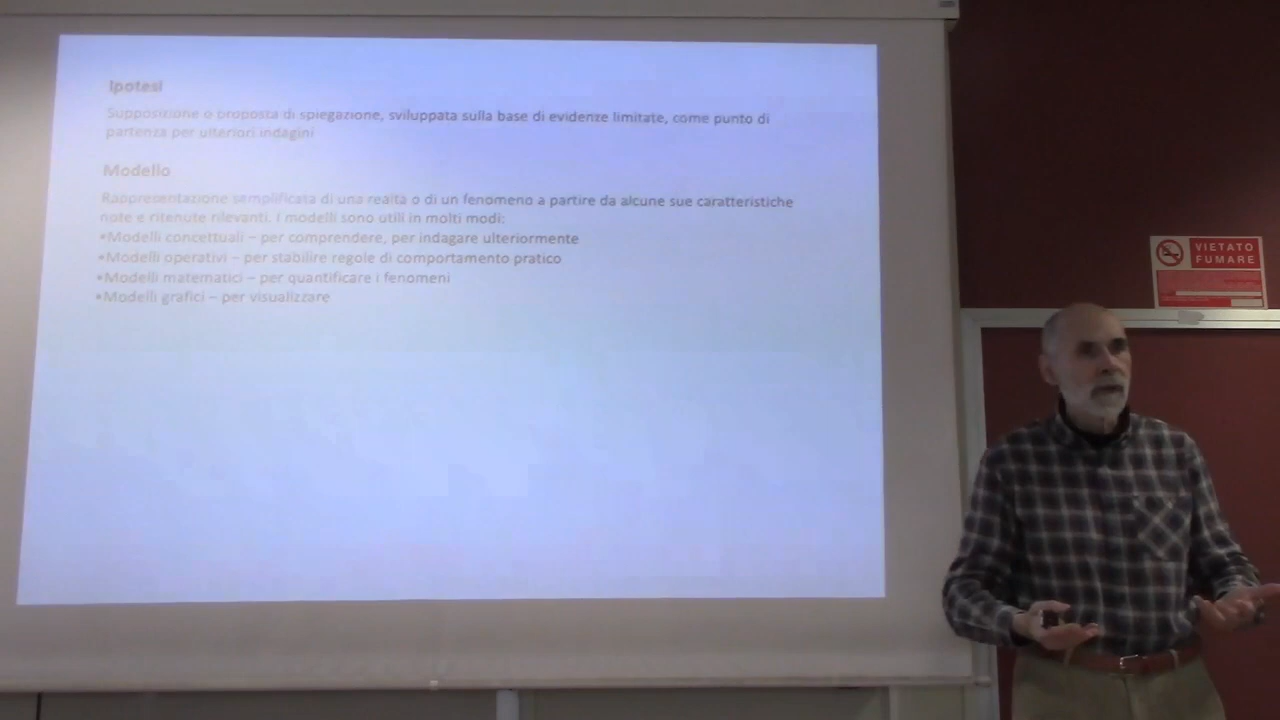 Ipotesi
Supposizione o proposta di spiegazione, sviluppata sulla base di evidenze limitate, come punto di
partenza per ulteriori indagini
Modello
Rappresentazione semplificata di una realtà o di un fenomeno a partire da alcune sue caratteristiche
note e ritenute rilevanti. I modelli sono utili in molti modi:
•Modelli concettuali – per comprendere, per indagare ulteriormente
•Modelli operativi – per stabilire regole di comportamento pratico
•Modelli matematici – per quantificare i fenomeni
•Modelli grafici – per visualizzare
VIETATO
FUMARE